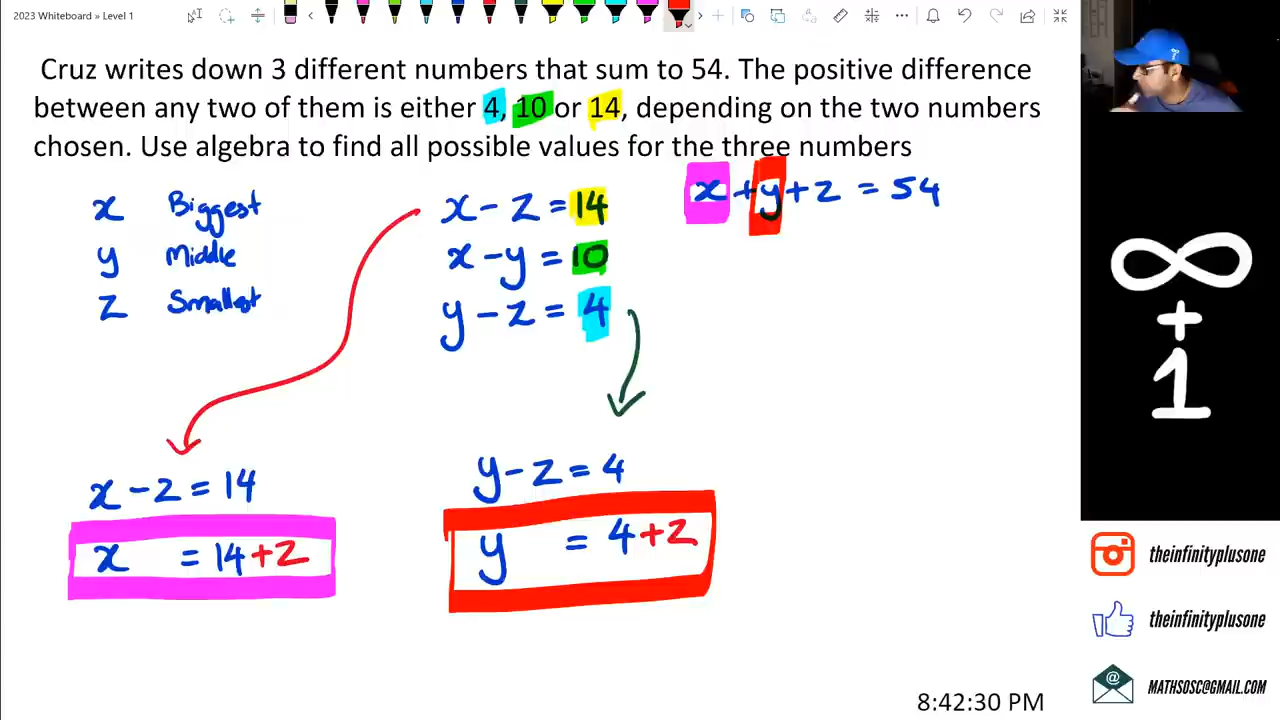 2023 Whiteboard » Level 1
Cruz writes down 3 different numbers that sum to 54. The positive difference
between any two of them is either 4, 10 or 14, depending on the two numbers
chosen. Use algebra to find all possible values for the three numbers
x Biggest
y Middle
z Smallest
x - z = 14
x - y = 10
y - z = 4
x + y + z = 54
x - z = 14
x = 14 + z
y - z = 4
y = 4 + z
∞
+
1
theinfinityplusone
theinfinityplusone
MATHSOSC@GMAIL.COM
8:42:30 PM